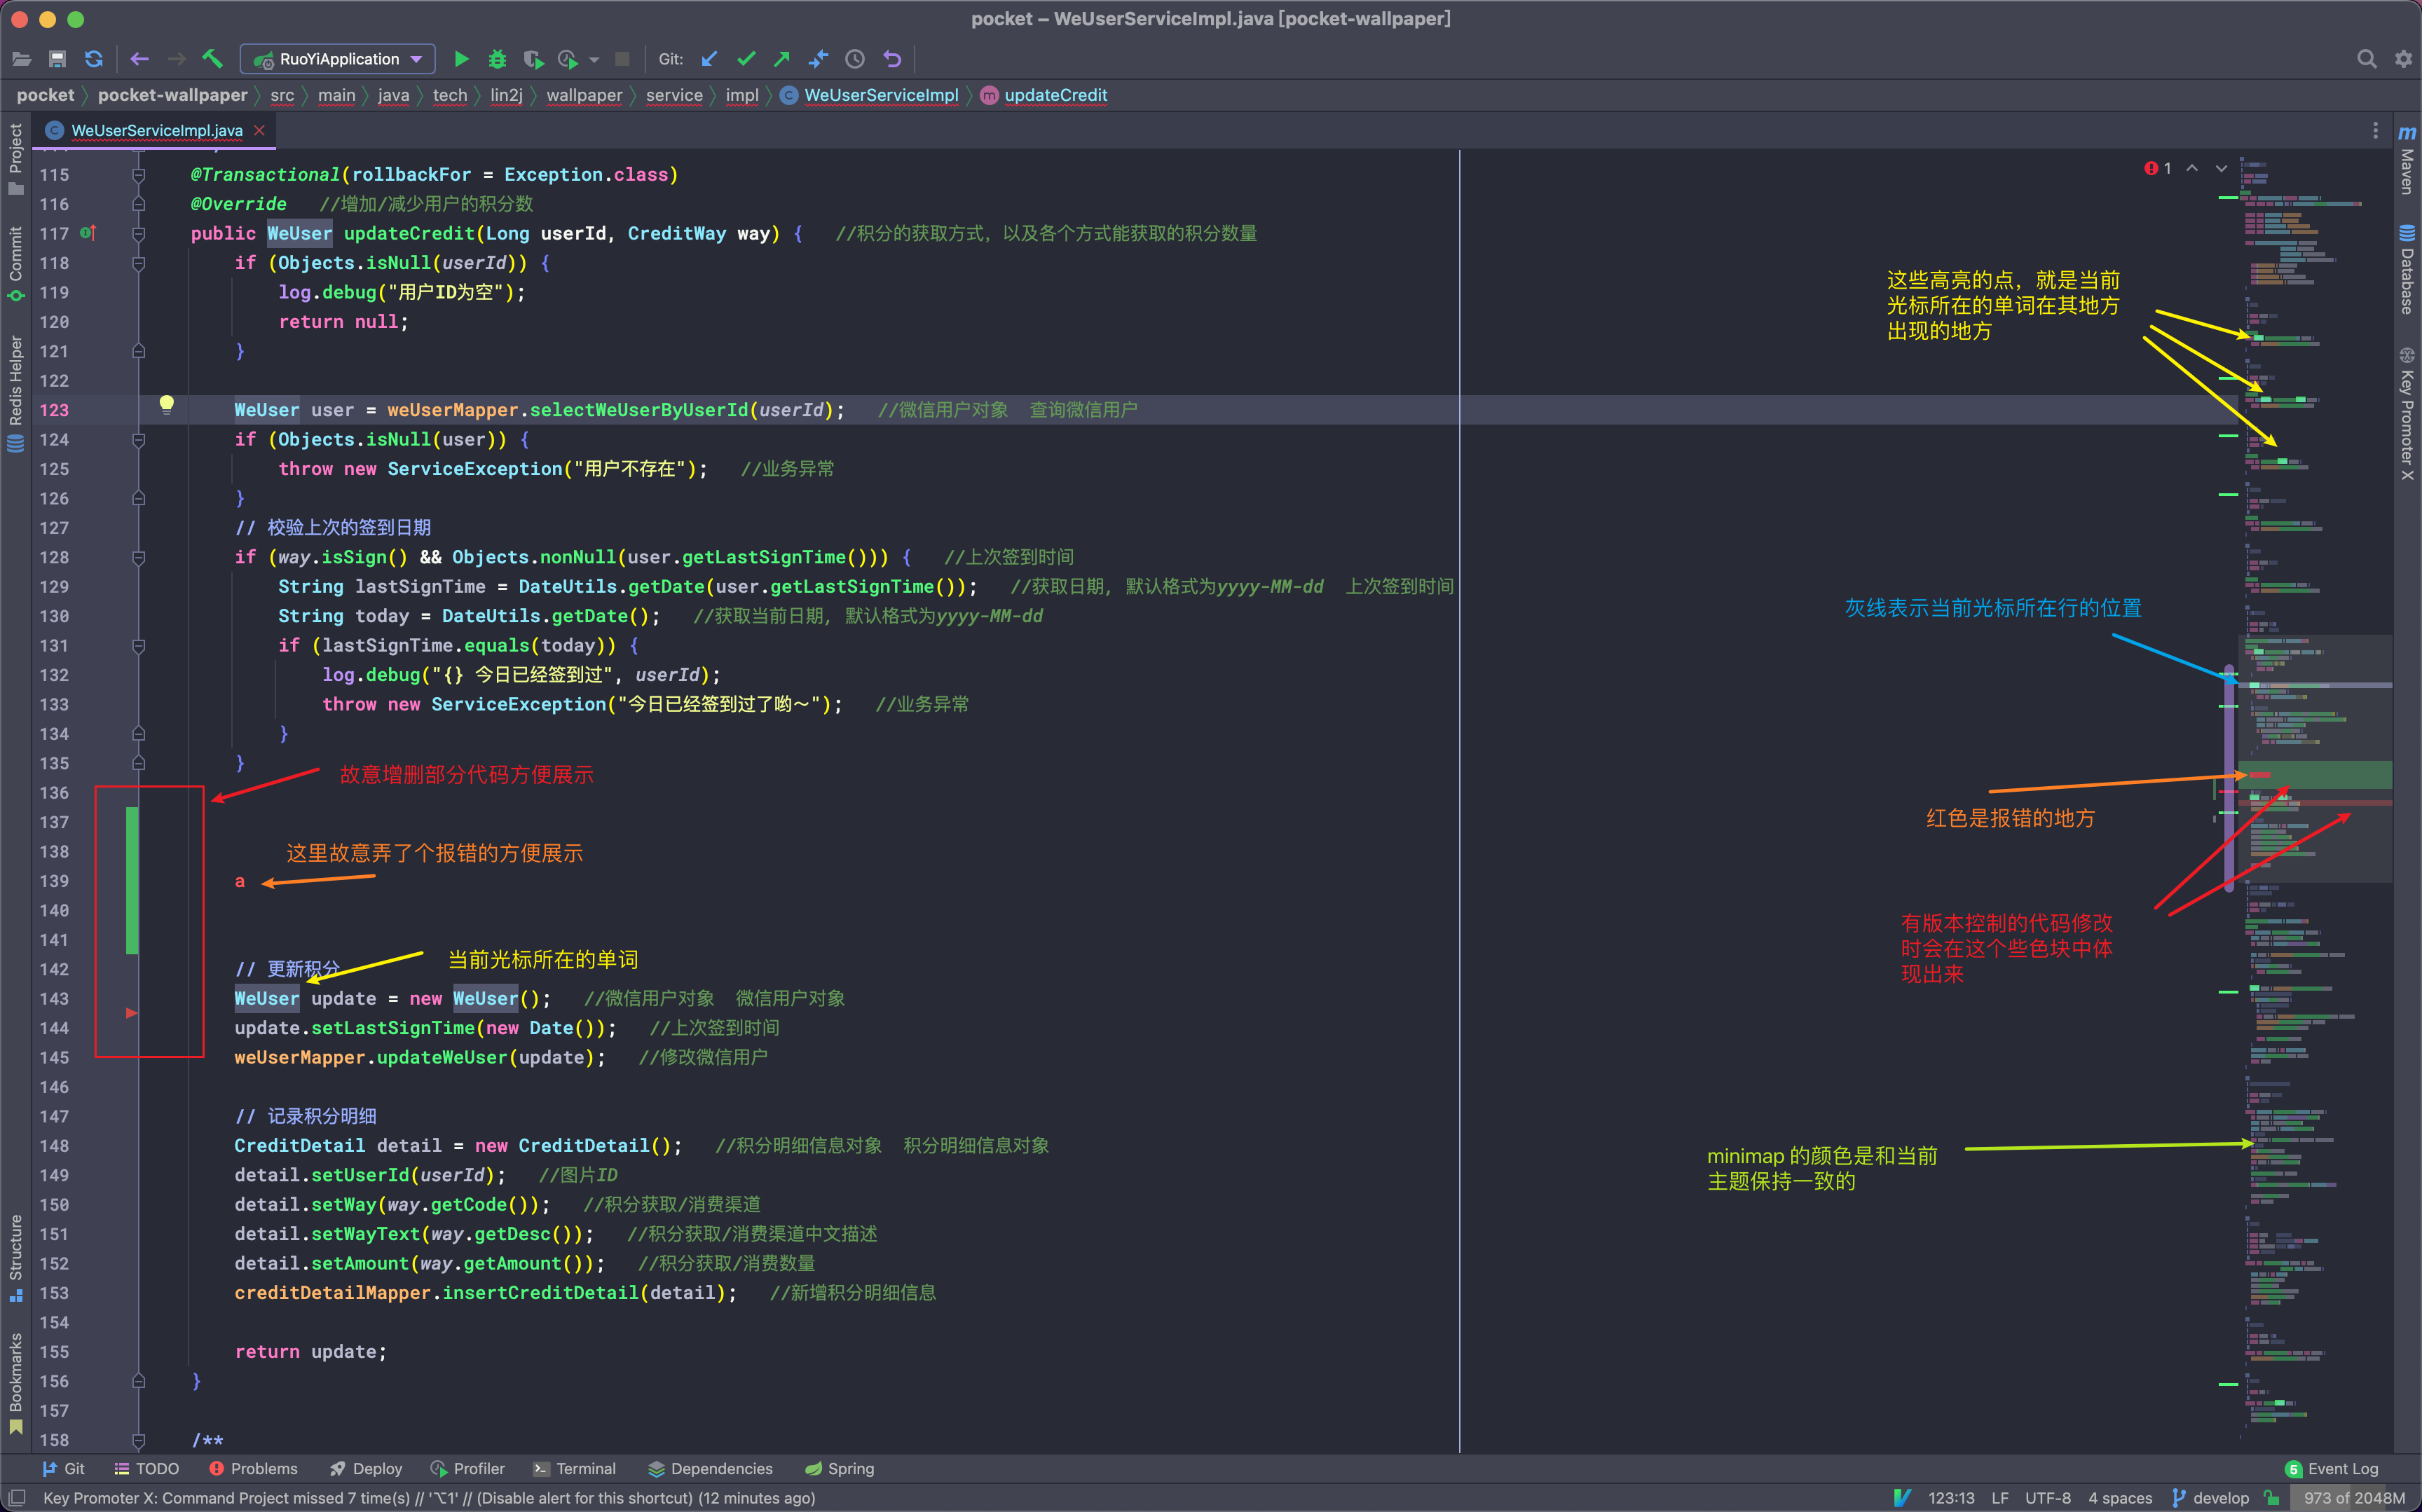 pocket – WeUserServiceImpl.java [pocket-wallpaper]
RuoYiApplication
Git:
pocket pocket-wallpaper src main java tech lin2j wallpaper service impl WeUserServiceImpl updateCredit
WeUserServiceImpl.java
Project
Commit
Redis Helper
Structure
Bookmarks
Maven
Database
Key Promoter X
1
115 @Transactional(rollbackFor = Exception.class)
116 @Override //增加/减少用户的积分数
117 public WeUser updateCredit(Long userId, CreditWay way) { //积分的获取方式，以及各个方式能获取的积分数量
118 if (Objects.isNull(userId)) {
119 log.debug("用户ID为空");
120 return null;
121 }
122
123 WeUser user = weUserMapper.selectWeUserByUserId(userId); //微信用户对象 查询微信用户
124 if (Objects.isNull(user)) {
125 throw new ServiceException("用户不存在"); //业务异常
126 }
127 // 校验上次的签到日期
128 if (way.isSign() && Objects.nonNull(user.getLastSignTime())) { //上次签到时间
129 String lastSignTime = DateUtils.getDate(user.getLastSignTime()); //获取日期，默认格式为yyyy-MM-dd 上次签到时间
130 String today = DateUtils.getDate(); //获取当前日期，默认格式为yyyy-MM-dd
131 if (lastSignTime.equals(today)) {
132 log.debug("{} 今日已经签到过", userId);
133 throw new ServiceException("今日已经签到过了哟～"); //业务异常
134 }
135 }
136
137
138
139 a
140
141
142 // 更新积分
143 WeUser update = new WeUser(); //微信用户对象 微信用户对象
144 update.setLastSignTime(new Date()); //上次签到时间
145 weUserMapper.updateWeUser(update); //修改微信用户
146
147 // 记录积分明细
148 CreditDetail detail = new CreditDetail(); //积分明细信息对象 积分明细信息对象
149 detail.setUserId(userId); //图片ID
150 detail.setWay(way.getCode()); //积分获取/消费渠道
151 detail.setWayText(way.getDesc()); //积分获取/消费渠道中文描述
152 detail.setAmount(way.getAmount()); //积分获取/消费数量
153 creditDetailMapper.insertCreditDetail(detail); //新增积分明细信息
154
155 return update;
156 }
157
158 /**
故意增删部分代码方便展示
这里故意弄了个报错的方便展示
当前光标所在的单词
这些高亮的点，就是当前
光标所在的单词在其地方
出现的地方
灰线表示当前光标所在行的位置
红色是报错的地方
有版本控制的代码修改
时会在这个些色块中体
现出来
minimap 的颜色是和当前
主题保持一致的
Git TODO Problems Deploy Profiler Terminal Dependencies Spring 5 Event Log
Key Promoter X: Command Project missed 7 time(s) // '⌥1' // (Disable alert for this shortcut) (12 minutes ago) 123:13 LF UTF-8 4 spaces develop 973 of 2048M